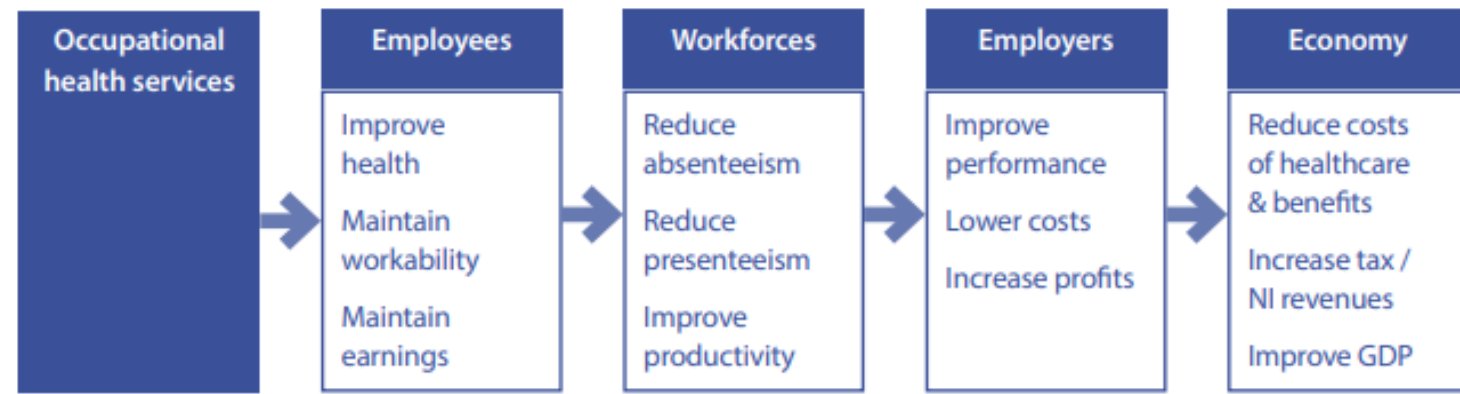 Occupational
health services
Employees
Improve
health
Maintain
workability
Maintain
earnings
Workforces
Reduce
absenteeism
Reduce
presenteeism
Improve
productivity
Employers
Improve
performance
Lower costs
Increase profits
Economy
Reduce costs
of healthcare
& benefits
Increase tax /
NI revenues
Improve GDP